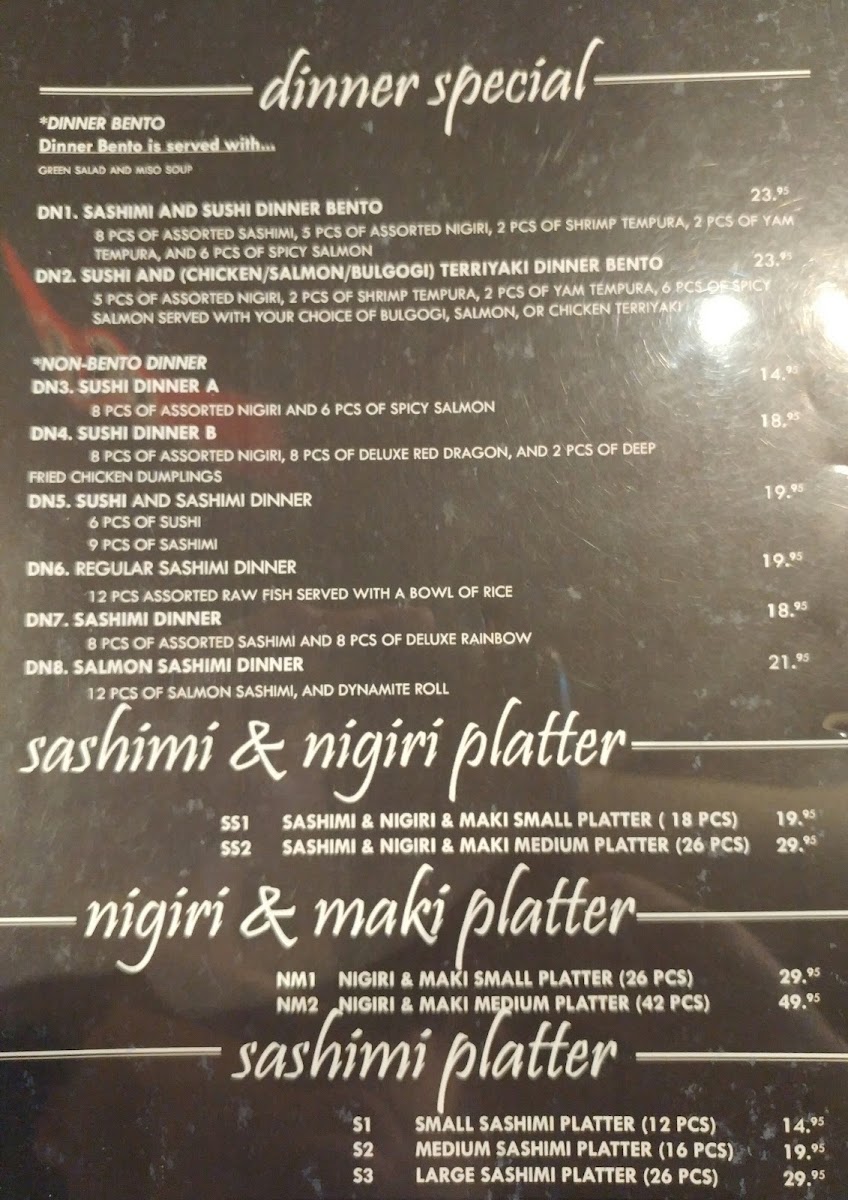 dinner special
*DINNER BENTO
Dinner Bento is served with...
GREEN SALAD AND MISO SOUP
DN1. SASHIMI AND SUSHI DINNER BENTO 23.95
8 PCS OF ASSORTED SASHIMI, 5 PCS OF ASSORTED NIGIRI, 2 PCS OF SHRIMP TEMPURA, 2 PCS OF YAM
TEMPURA, AND 6 PCS OF SPICY SALMON
DN2. SUSHI AND (CHICKEN/SALMON/BULGOGI) TERRIYAKI DINNER BENTO 23.95
5 PCS OF ASSORTED NIGIRI, 2 PCS OF SHRIMP TEMPURA, 2 PCS OF YAM TEMPURA, 6 PCS OF SPICY
SALMON SERVED WITH YOUR CHOICE OF BULGOGI, SALMON, OR CHICKEN TERRIYAKI
*NON-BENTO DINNER
DN3. SUSHI DINNER A 14.95
8 PCS OF ASSORTED NIGIRI AND 6 PCS OF SPICY SALMON
DN4. SUSHI DINNER B 18.95
8 PCS OF ASSORTED NIGIRI, 8 PCS OF DELUXE RED DRAGON, AND 2 PCS OF DEEP
FRIED CHICKEN DUMPLINGS
DN5. SUSHI AND SASHIMI DINNER 19.95
6 PCS OF SUSHI
9 PCS OF SASHIMI
DN6. REGULAR SASHIMI DINNER 19.95
12 PCS ASSORTED RAW FISH SERVED WITH A BOWL OF RICE
DN7. SASHIMI DINNER 18.95
8 PCS OF ASSORTED SASHIMI AND 8 PCS OF DELUXE RAINBOW
DN8. SALMON SASHIMI DINNER 21.95
12 PCS OF SALMON SASHIMI, AND DYNAMITE ROLL
sashimi & nigiri platter
SS1 SASHIMI & NIGIRI & MAKI SMALL PLATTER ( 18 PCS) 19.95
SS2 SASHIMI & NIGIRI & MAKI MEDIUM PLATTER (26 PCS) 29.95
nigiri & maki platter
NM1 NIGIRI & MAKI SMALL PLATTER (26 PCS) 29.95
NM2 NIGIRI & MAKI MEDIUM PLATTER (42 PCS) 49.95
sashimi platter
S1 SMALL SASHIMI PLATTER (12 PCS) 14.95
S2 MEDIUM SASHIMI PLATTER (16 PCS) 19.95
S3 LARGE SASHIMI PLATTER (26 PCS) 29.95